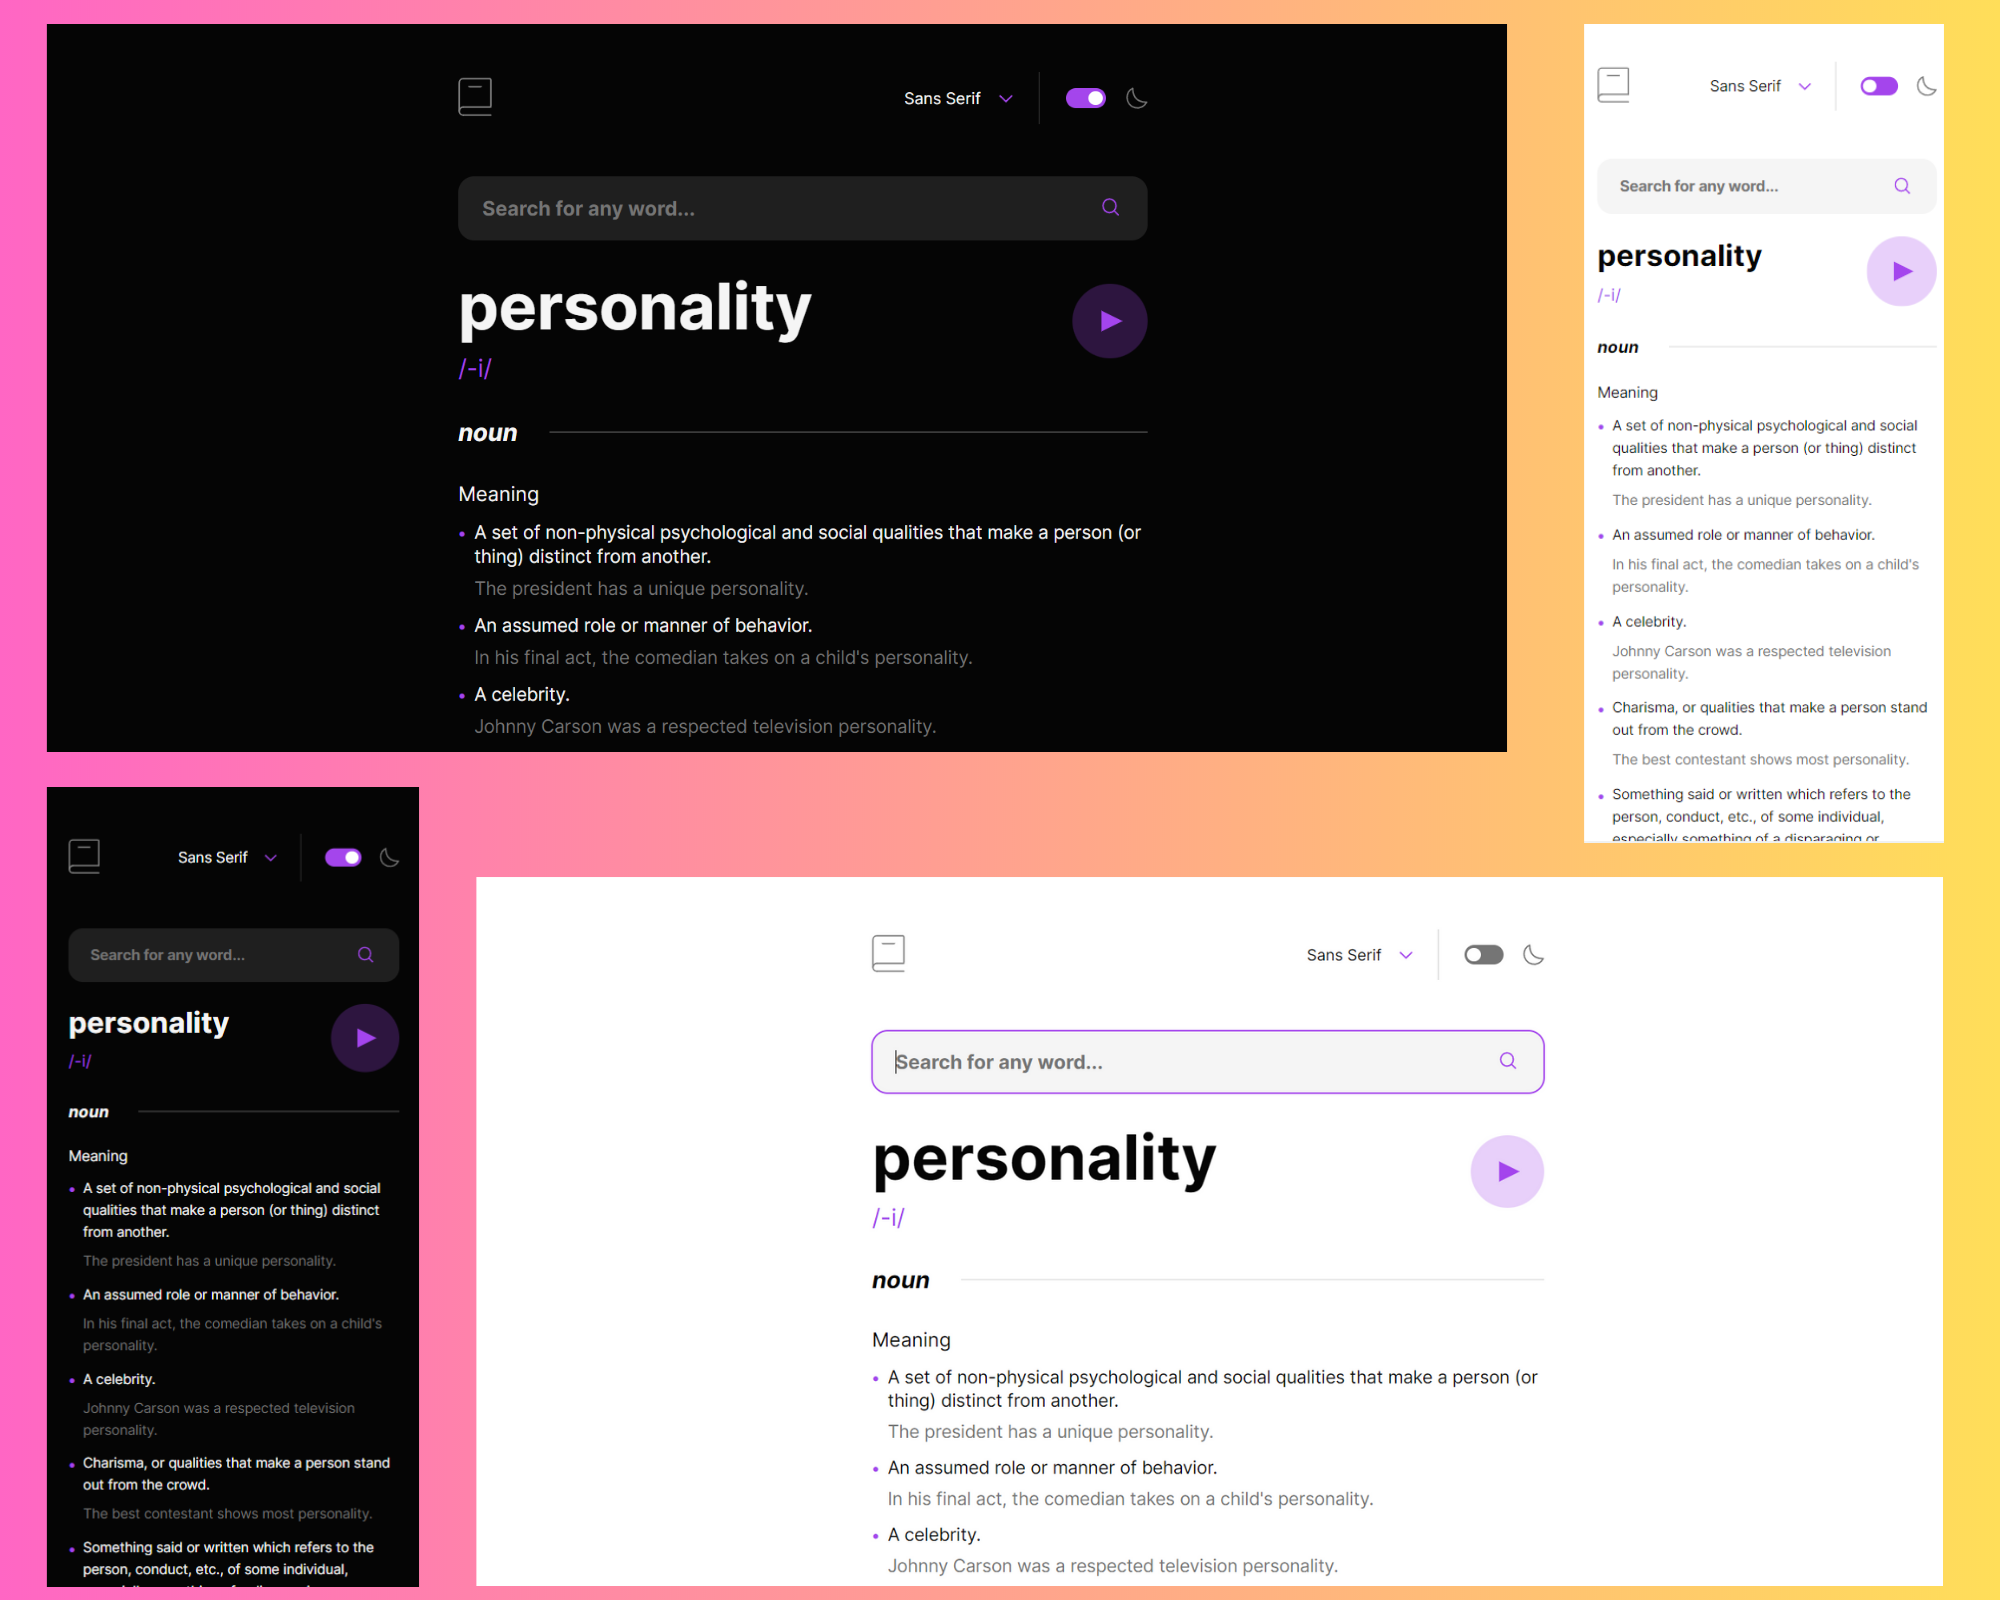 Sans Serif
Search for any word...
personality
/-i/
noun
Meaning
A set of non-physical psychological and social qualities that make a person (or
thing) distinct from another.
The president has a unique personality.
An assumed role or manner of behavior.
In his final act, the comedian takes on a child's personality.
A celebrity.
Johnny Carson was a respected television personality.
Sans Serif
Search for any word...
personality
/-i/
noun
Meaning
A set of non-physical psychological and social
qualities that make a person (or thing) distinct
from another.
The president has a unique personality.
An assumed role or manner of behavior.
In his final act, the comedian takes on a child's
personality.
A celebrity.
Johnny Carson was a respected television
personality.
Charisma, or qualities that make a person stand
out from the crowd.
The best contestant shows most personality.
Something said or written which refers to the
person, conduct, etc., of some individual,
especially something of a disparaging or
Sans Serif
Search for any word...
personality
/-i/
noun
Meaning
A set of non-physical psychological and social
qualities that make a person (or thing) distinct
from another.
The president has a unique personality.
An assumed role or manner of behavior.
In his final act, the comedian takes on a child's
personality.
A celebrity.
Johnny Carson was a respected television
personality.
Charisma, or qualities that make a person stand
out from the crowd.
The best contestant shows most personality.
Something said or written which refers to the
person, conduct, etc., of some individual,
Sans Serif
Search for any word...
personality
/-i/
noun
Meaning
A set of non-physical psychological and social qualities that make a person (or
thing) distinct from another.
The president has a unique personality.
An assumed role or manner of behavior.
In his final act, the comedian takes on a child's personality.
A celebrity.
Johnny Carson was a respected television personality.